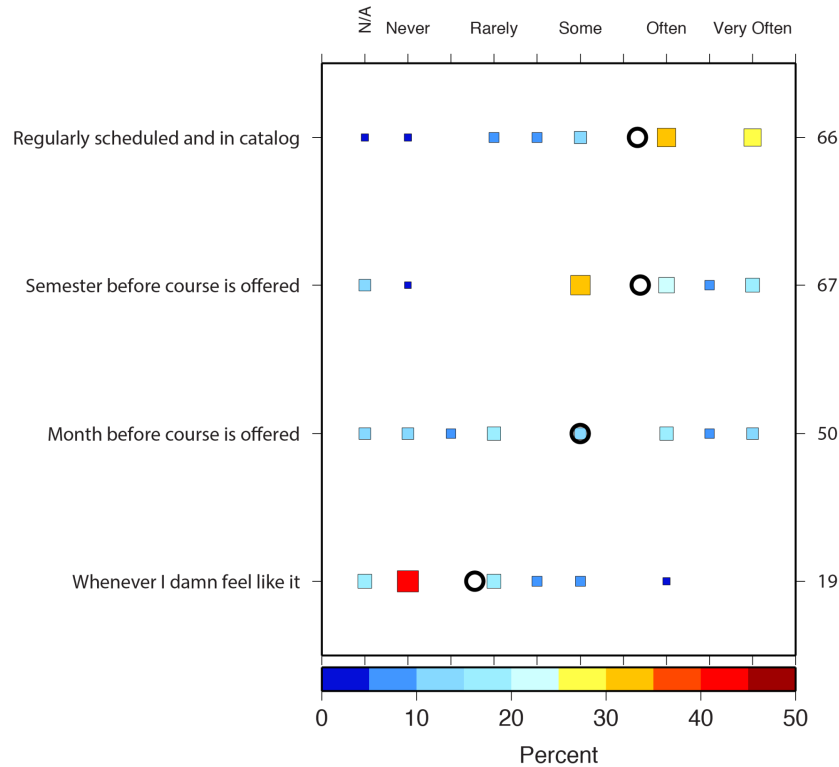 N/A Never Rarely Some Often Very Often
Regularly scheduled and in catalog 66
Semester before course is offered 67
Month before course is offered 50
Whenever I damn feel like it 19
0 10 20 30 40 50
Percent